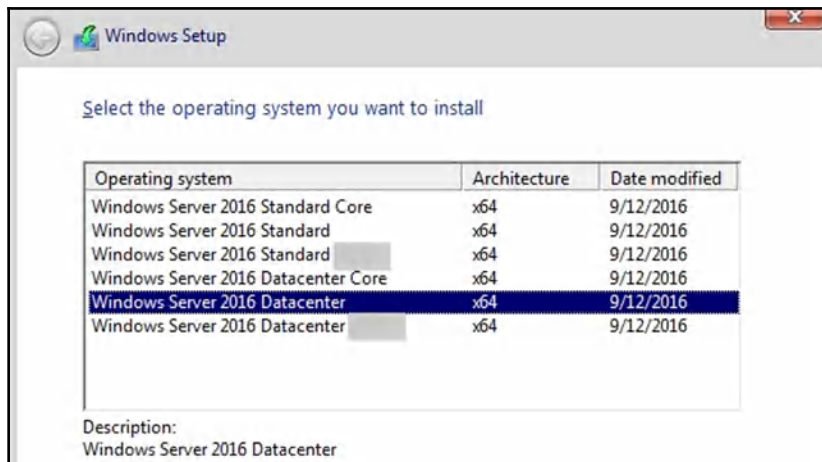 Windows Setup
Select the operating system you want to install
Operating system Architecture Date modified
Windows Server 2016 Standard Core x64 9/12/2016
Windows Server 2016 Standard x64 9/12/2016
Windows Server 2016 Standard x64 9/12/2016
Windows Server 2016 Datacenter Core x64 9/12/2016
Windows Server 2016 Datacenter x64 9/12/2016
Windows Server 2016 Datacenter x64 9/12/2016
Description:
Windows Server 2016 Datacenter